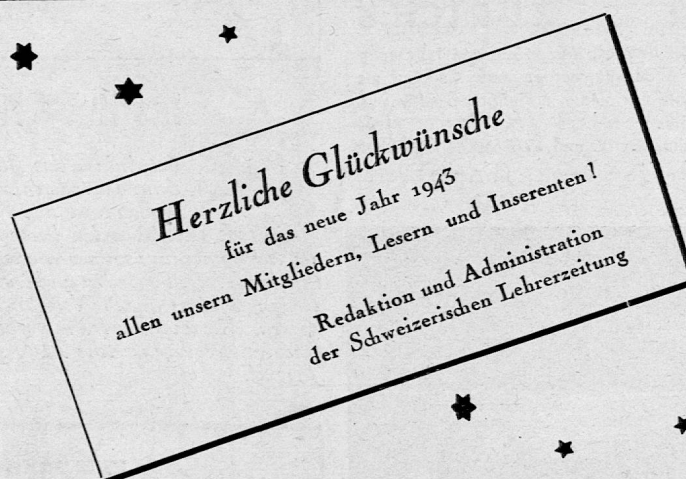 Herzliche Glückwünsche
für das neue Jahr 1943
allen unsern Mitgliedern, Lesern und Inserenten!
Redaktion und Administration
der Schweizerischen Lehrerzeitung